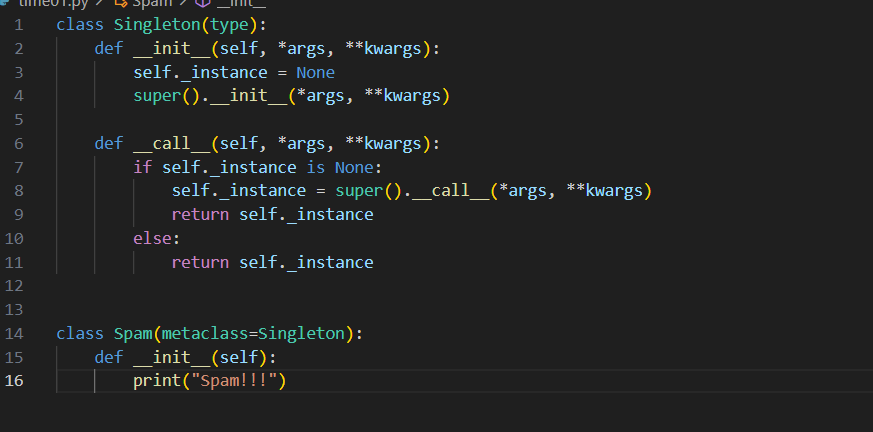 time01.py > Spam > __init__
1 class Singleton(type):
2     def __init__(self, *args, **kwargs):
3         self._instance = None
4         super().__init__(*args, **kwargs)
5
6     def __call__(self, *args, **kwargs):
7         if self._instance is None:
8             self._instance = super().__call__(*args, **kwargs)
9             return self._instance
10         else:
11             return self._instance
12
13
14 class Spam(metaclass=Singleton):
15     def __init__(self):
16         print("Spam!!!")